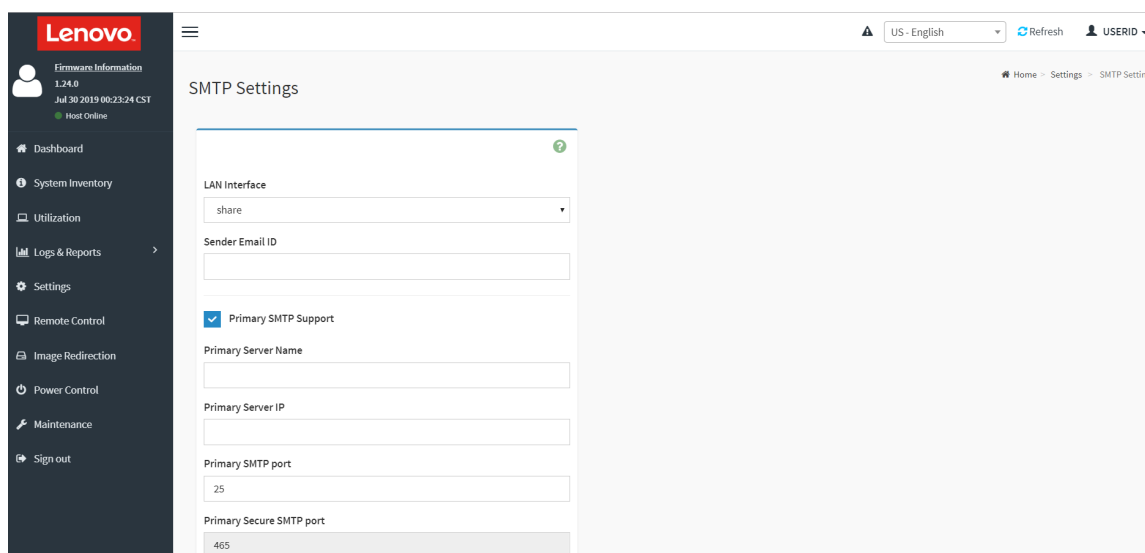 Lenovo
US - English
Refresh
USERID
Firmware Information
1.24.0
Jul 30 2019 00:23:24 CST
Host Online
Home > Settings > SMTP Settin
SMTP Settings
Dashboard
System Inventory
Utilization
Logs & Reports
Settings
Remote Control
Image Redirection
Power Control
Maintenance
Sign out
LAN Interface
share
Sender Email ID
Primary SMTP Support
Primary Server Name
Primary Server IP
Primary SMTP port
25
Primary Secure SMTP port
465